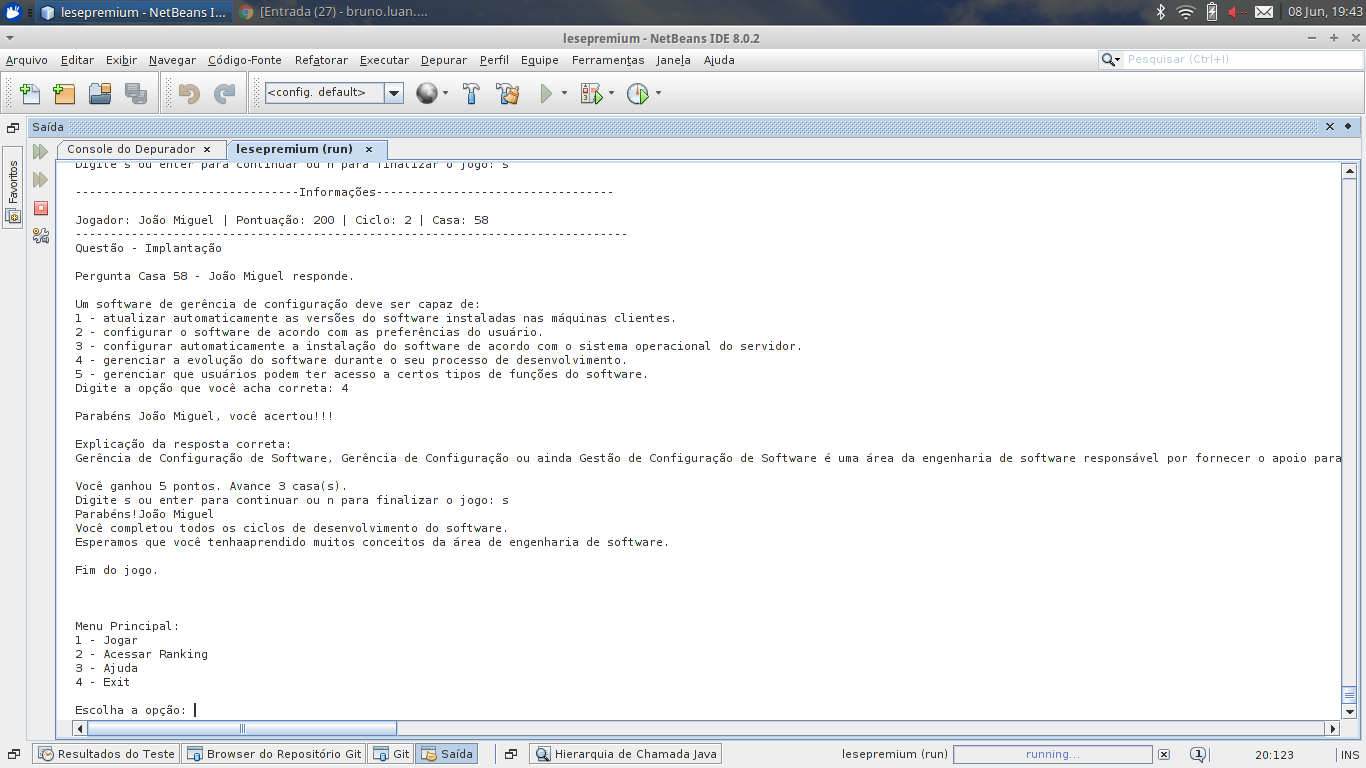 lesepremium - NetBeans I...
[Entrada (27) - bruno.luan....
08 Jun, 19:43
lesepremium - NetBeans IDE 8.0.2
Arquivo Editar Exibir Navegar Código-Fonte Refatorar Executar Depurar Perfil Equipe Ferramentas Janela Ajuda
Pesquisar (Ctrl+I)
<config. default>
Saída
Favoritos
Console do Depurador
lesepremium (run)
Digite s ou enter para continuar ou n para finalizar o jogo: s
--------------------------------Informações----------------------------------
Jogador: João Miguel | Pontuação: 200 | Ciclo: 2 | Casa: 58
-------------------------------------------------------------------------------
Questão - Implantação
Pergunta Casa 58 - João Miguel responde.
Um software de gerência de configuração deve ser capaz de:
1 - atualizar automaticamente as versões do software instaladas nas máquinas clientes.
2 - configurar o software de acordo com as preferências do usuário.
3 - configurar automaticamente a instalação do software de acordo com o sistema operacional do servidor.
4 - gerenciar a evolução do software durante o seu processo de desenvolvimento.
5 - gerenciar que usuários podem ter acesso a certos tipos de funções do software.
Digite a opção que você acha correta: 4
Parabéns João Miguel, você acertou!!!
Explicação da resposta correta:
Gerência de Configuração de Software, Gerência de Configuração ou ainda Gestão de Configuração de Software é uma área da engenharia de software responsável por fornecer o apoio para
Você ganhou 5 pontos. Avance 3 casa(s).
Digite s ou enter para continuar ou n para finalizar o jogo: s
Parabéns!João Miguel
Você completou todos os ciclos de desenvolvimento do software.
Esperamos que você tenhaaprendido muitos conceitos da área de engenharia de software.
Fim do jogo.
Menu Principal:
1 - Jogar
2 - Acessar Ranking
3 - Ajuda
4 - Exit
Escolha a opção:
Resultados do Teste
Browser do Repositório Git
Git
Saída
Hierarquia de Chamada Java
lesepremium (run)
running...
1
20:123
INS